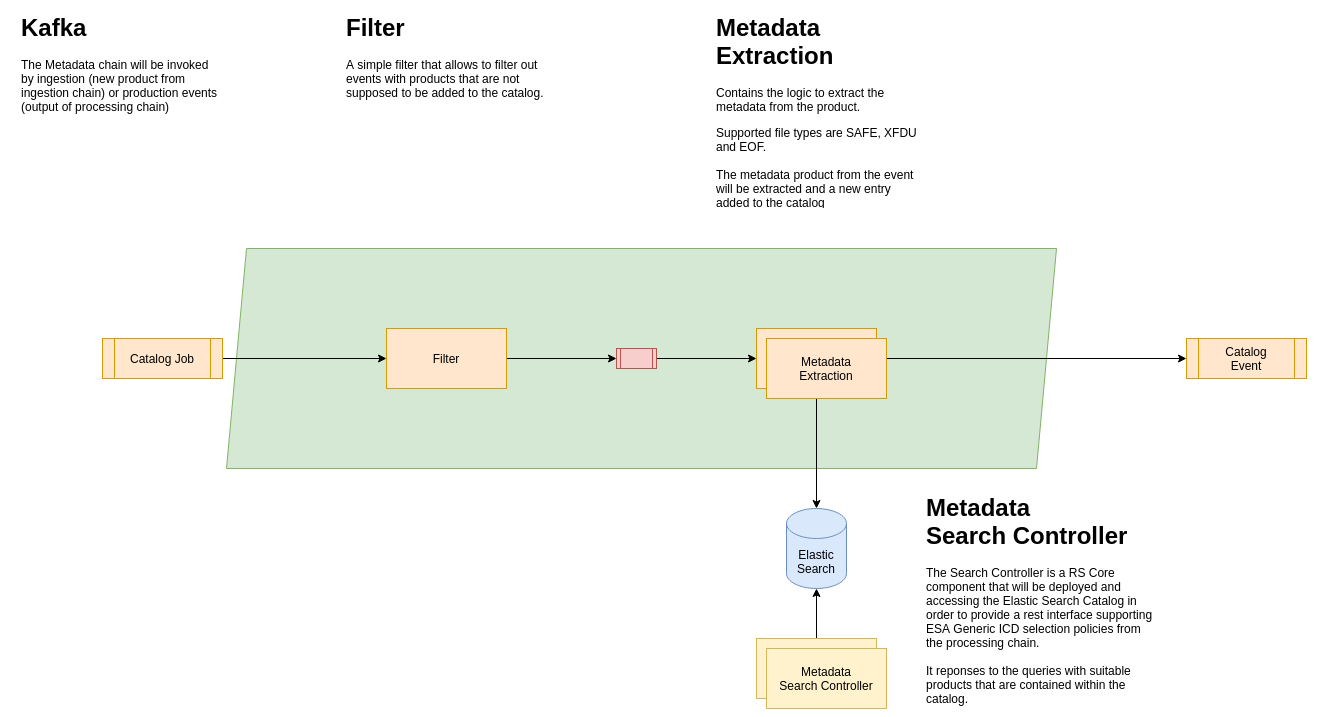 Kafka
The Metadata chain will be invoked
by ingestion (new product from
ingestion chain) or production events
(output of processing chain)
Filter
A simple filter that allows to filter out
events with products that are not
supposed to be added to the catalog.
Metadata
Extraction
Contains the logic to extract the
metadata from the product.
Supported file types are SAFE, XFDU
and EOF.
The metadata product from the event
will be extracted and a new entry
added to the catalog
Catalog Job
Filter
Metadata
Extraction
Catalog
Event
Elastic
Search
Metadata
Search Controller
Metadata
Search Controller
The Search Controller is a RS Core
component that will be deployed and
accessing the Elastic Search Catalog in
order to provide a rest interface supporting
ESA Generic ICD selection policies from
the processing chain.
It reponses to the queries with suitable
products that are contained within the
catalog.